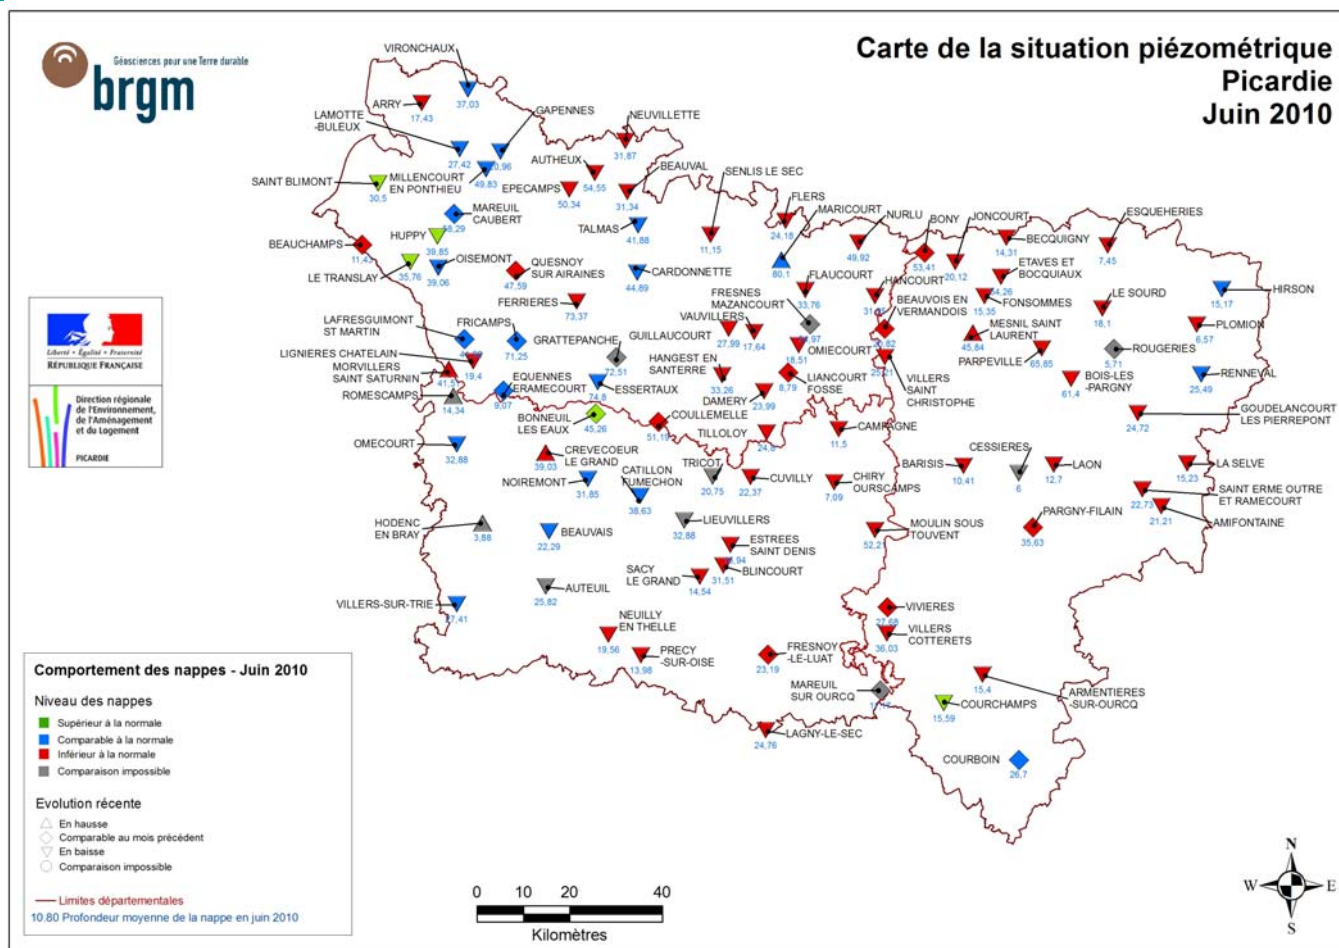 Carte de la situation piézométrique
Picardie
Juin 2010
Géosciences pour une Terre durable
brgm
Liberté • Égalité • Fraternité
RÉPUBLIQUE FRANÇAISE
Direction régionale
de l'Environnement,
de l'Aménagement
et du Logement
PICARDIE
VIRONCHAUX
37,03
ARRY
17,43
LAMOTTE
-BULEUX
27,42
GAPENNES
NEUVILLETTE
31,87
SAINT BLIMONT
30,5
MILLENCOURT
EN PONTHIEU
49,83
AUTHEUX
54,55
EPECAMPS
50,34
BEAUVAL
31,34
SENLIS LE SEC
11,15
FLERS
24,18
MARICOURT
80,1
NURLU
49,92
BONY
53,41
JONCOURT
20,12
BECQUIGNY
14,31
ESQUEHERIES
7,45
MAREUIL
CAUBERT
HUPPY
39,85
TALMAS
41,88
BEAUCHAMPS
11,43
LE TRANSLAY
35,76
OISEMONT
39,06
QUESNOY
SUR AIRAINES
47,59
CARDONNETTE
44,89
FLAUCOURT
33,76
HANCOURT
ETAVES ET
BOCQUIAUX
FONSOMMES
15,35
LE SOURD
18,1
HIRSON
15,17
FERRIERES
73,37
FRESNES
MAZANCOURT
BEAUVOIS EN
VERMANDOIS
LAFRESGUIMONT
ST MARTIN
FRICAMPS
71,25
GRATTEPANCHE
72,51
GUILLAUCOURT
VAUVILLERS
27,99
17,64
OMIECOURT
18,51
MESNIL SAINT
LAURENT
45,84
PARPEVILLE
65,85
ROUGERIES
5,71
PLOMION
6,57
LIGNIERES CHATELAIN
19,4
MORVILLERS
SAINT SATURNIN
ROMESCAMPS
14,34
EQUENNES
ERAMECOURT
9,07
ESSERTAUX
74,8
HANGEST EN
SANTERRE
33,26
DAMERY
23,99
LIANCOURT
FOSSE
8,79
VILLERS
SAINT
CHRISTOPHE
25,21
BOIS-LES
-PARGNY
61,4
RENNEVAL
25,49
BONNEUIL
LES EAUX
45,26
COULLEMELLE
51,19
TILLOLOY
24,8
CAMPAGNE
11,5
GOUDELANCOURT
LES PIERREPONT
24,72
OMECOURT
32,88
CREVECOEUR
LE GRAND
39,03
NOIREMONT
31,85
CATILLON
FUMECHON
38,63
TRICOT
20,75
CUVILLY
22,37
CHIRY
OURSCAMPS
7,09
BARISIS
10,41
CESSIERES
6
LAON
12,7
LA SELVE
15,23
SAINT ERME OUTRE
ET RAMECOURT
22,73
AMIFONTAINE
21,21
HODENC
EN BRAY
3,88
BEAUVAIS
22,29
LIEUVILLERS
32,88
ESTREES
SAINT DENIS
MOULIN SOUS
TOUVENT
52,21
PARGNY-FILAIN
35,63
SACY
LE GRAND
14,54
BLINCOURT
31,51
AUTEUIL
25,82
VILLERS-SUR-TRIE
NEUILLY
EN THELLE
19,56
PRECY
-SUR-OISE
13,98
FRESNOY
-LE-LUAT
23,19
VIVIERES
27,68
VILLERS
COTTERETS
36,03
MAREUIL
SUR OURCQ
ARMENTIERES
-SUR-OURCQ
15,4
COURCHAMPS
15,59
LAGNY-LE-SEC
24,76
COURBOIN
26,7
Comportement des nappes - Juin 2010
Niveau des nappes
Supérieur à la normale
Comparable à la normale
Inférieur à la normale
Comparaison impossible
Evolution récente
En hausse
Comparable au mois précédent
En baisse
Comparaison impossible
Limites départementales
10.80 Profondeur moyenne de la nappe en juin 2010
0 10 20 40
Kilomètres
N
W E
S